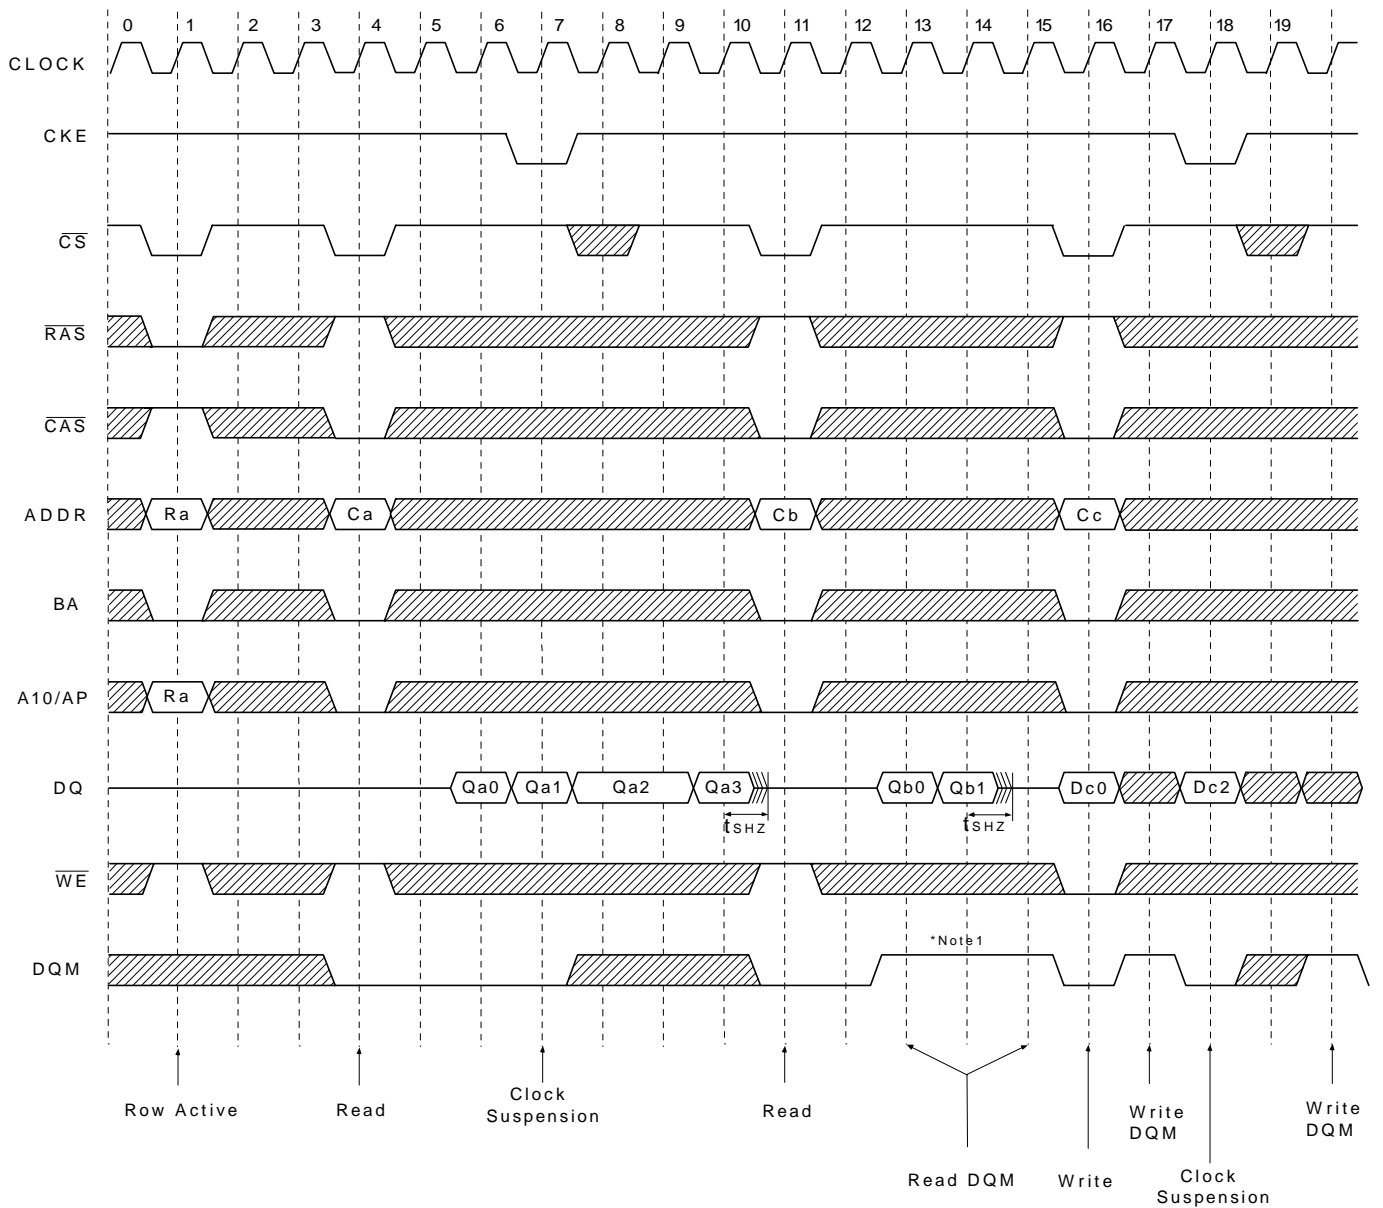 0 1 2 3 4 5 6 7 8 9 10 11 12 13 14 15 16 17 18 19
CLOCK
CKE
CS
RAS
CAS
ADDR Ra Ca Cb Cc
BA
A10/AP Ra
DQ Qa0 Qa1 Qa2 Qa3 Qb0 Qb1 Dc0 Dc2
tSHZ tSHZ
WE
*Note1
DQM
Row Active Read Clock Suspension Read Write DQM Write DQM
Read DQM Write Clock Suspension